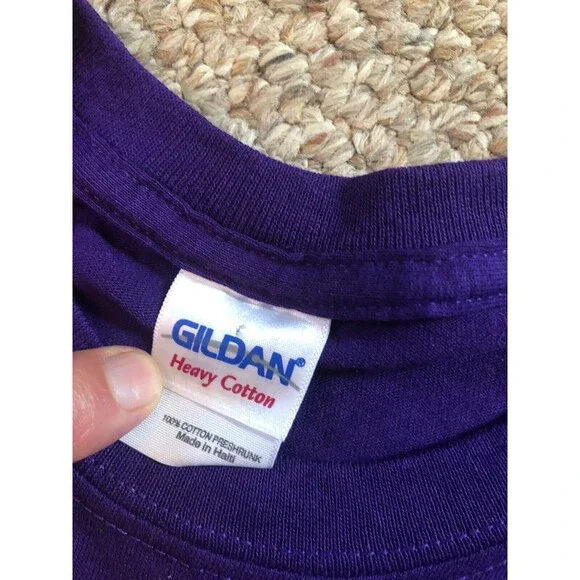 GILDAN®
Heavy Cotton
100% COTTON PRESHRUNK
Made in Haiti